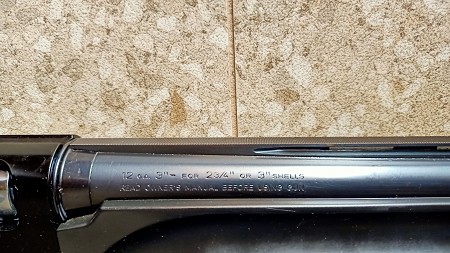 12 GA. 3"- FOR 2 3/4" OR 3" SHELLS
READ OWNER'S MANUAL BEFORE USING GUN